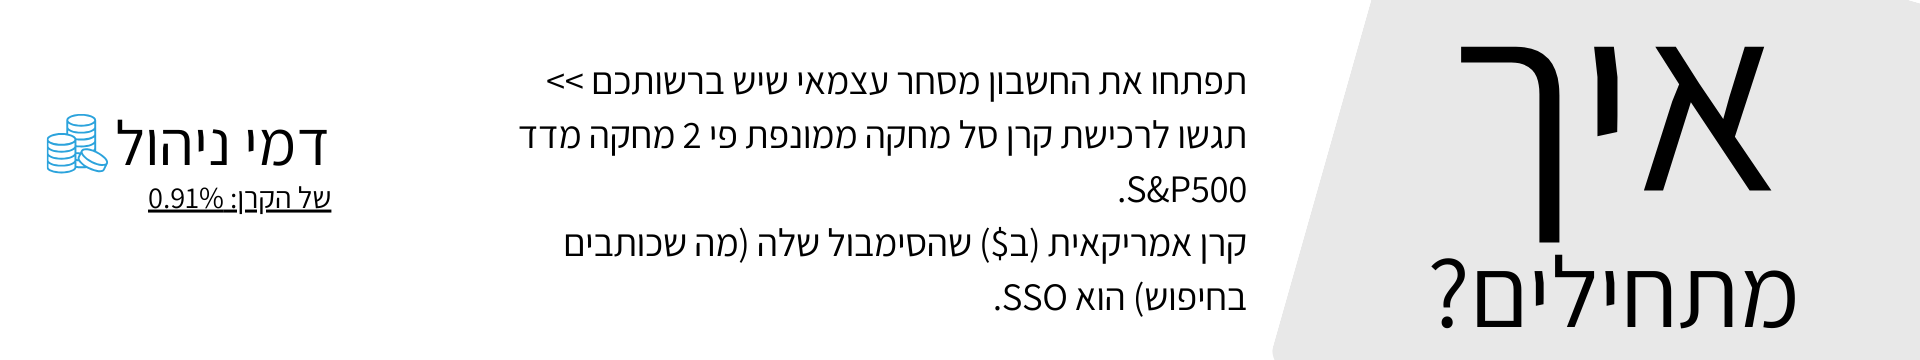 איך
מתחילים?
תפתחו את החשבון מסחר עצמאי שיש ברשותכם >>
תגשו לרכישת קרן סל מחקה ממונפת פי 2 מחקה מדד
S&P500.
קרן אמריקאית (ב$) שהסימבול שלה (מה שכותבים
בחיפוש) הוא SSO.
דמי ניהול
של הקרן: 0.91%